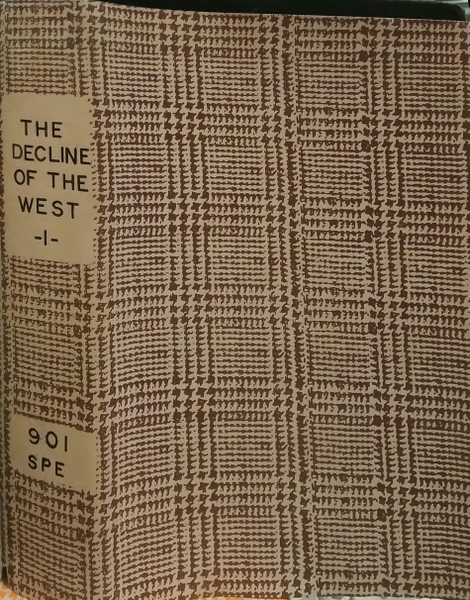 THE
DECLINE
OF THE
WEST
-I-
901
SPE